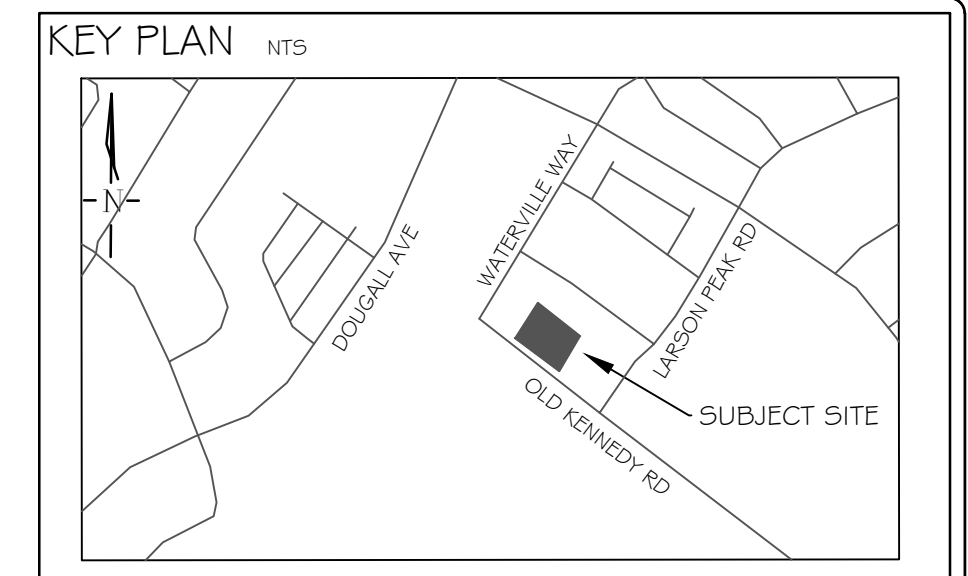 KEY PLAN NTS
N
WATERVILLE WAY
DOUGALL AVE
LARSON PEAK RD
OLD KENNEDY RD
SUBJECT SITE